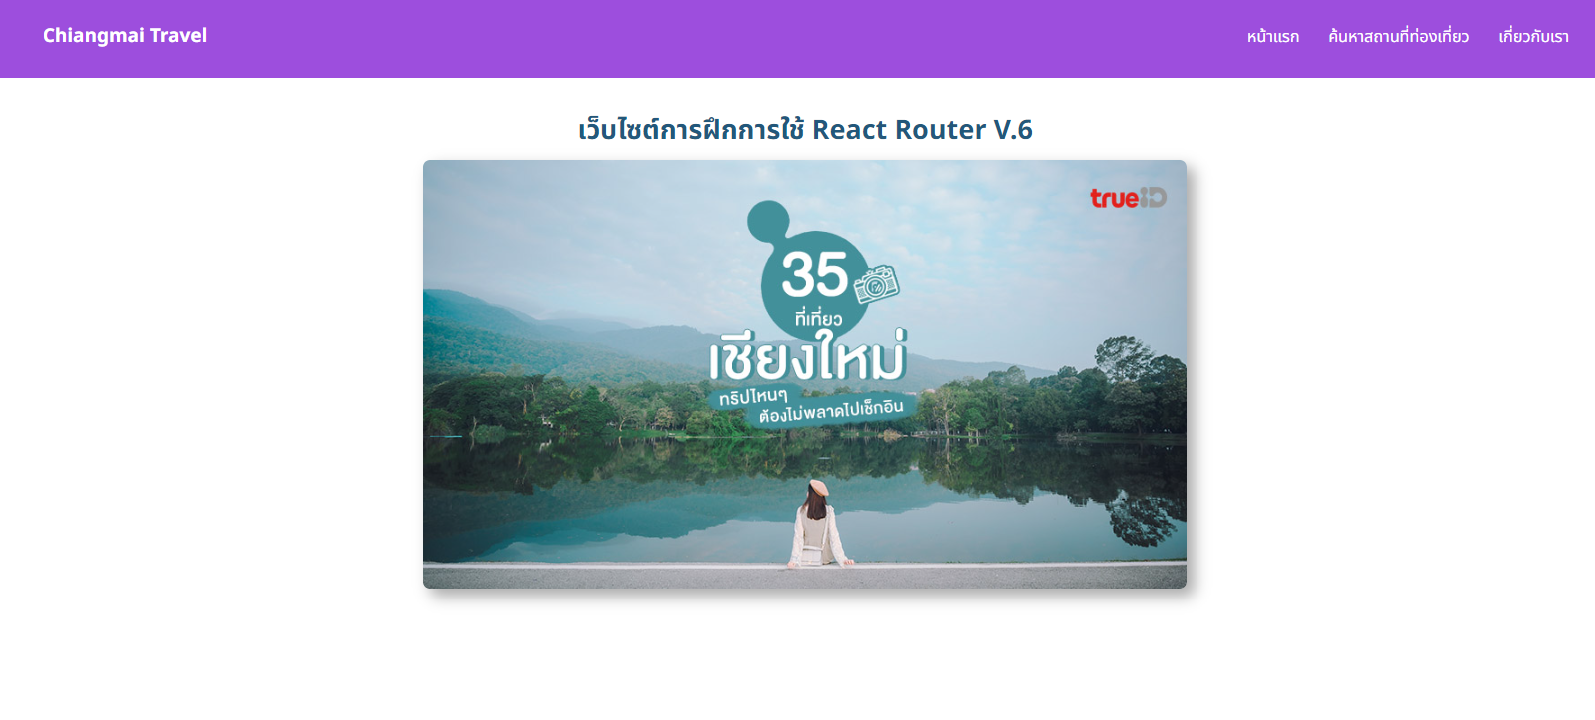 Chiangmai Travel
หน้าแรก ค้นหาสถานที่ท่องเที่ยว เกี่ยวกับเรา
เว็บไซต์การฝึกการใช้ React Router V.6
trueID
35
ที่เที่ยว
เชียงใหม่
ทริปไหนๆ
ต้องไม่พลาดไปเช็กอิน